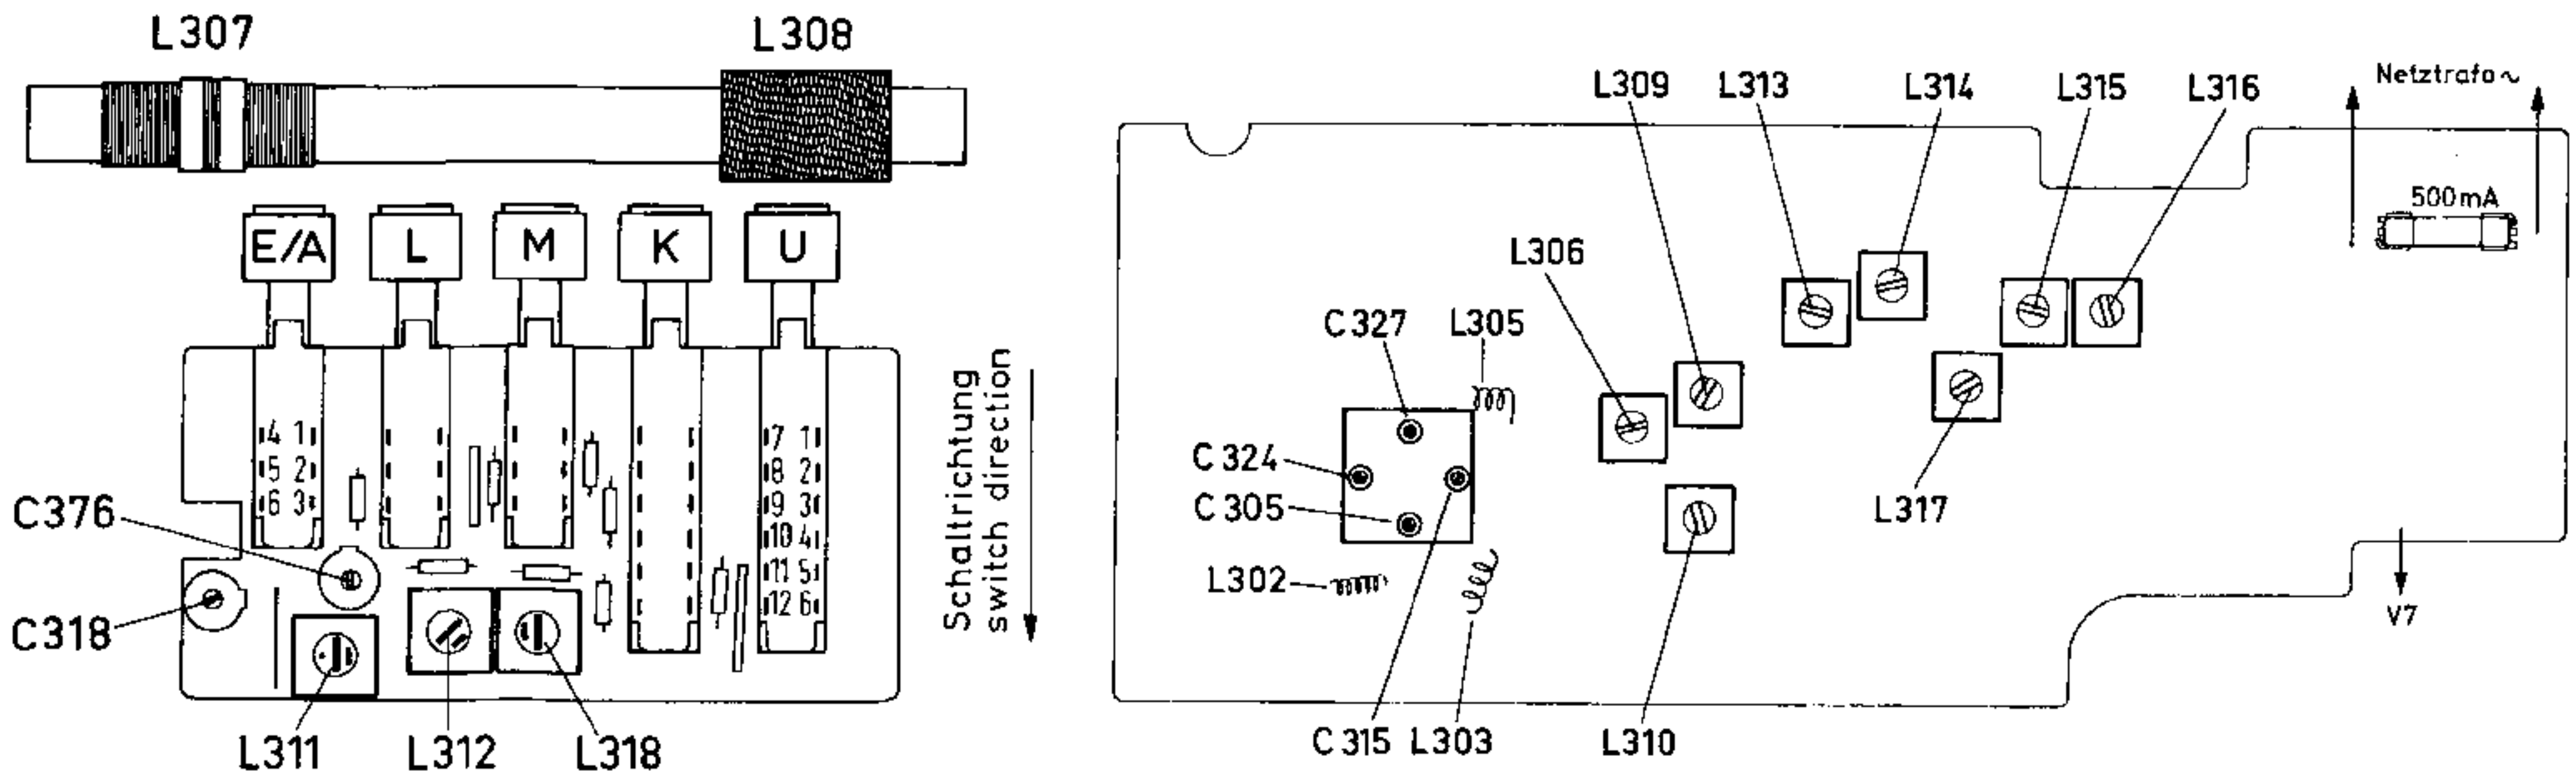 L307 L308
E/A L M K U
4 1
5 2
6 3
7 1
8 2
9 3
10 4
11 5
12 6
C376
C318
L311 L312 L318
Schaltrichtung
switch direction
L309 L313 L314 L315 L316
Netztrafo ~
500mA
L306
C327 L305
C324
C305
L302
C315 L303 L310
L317
V7